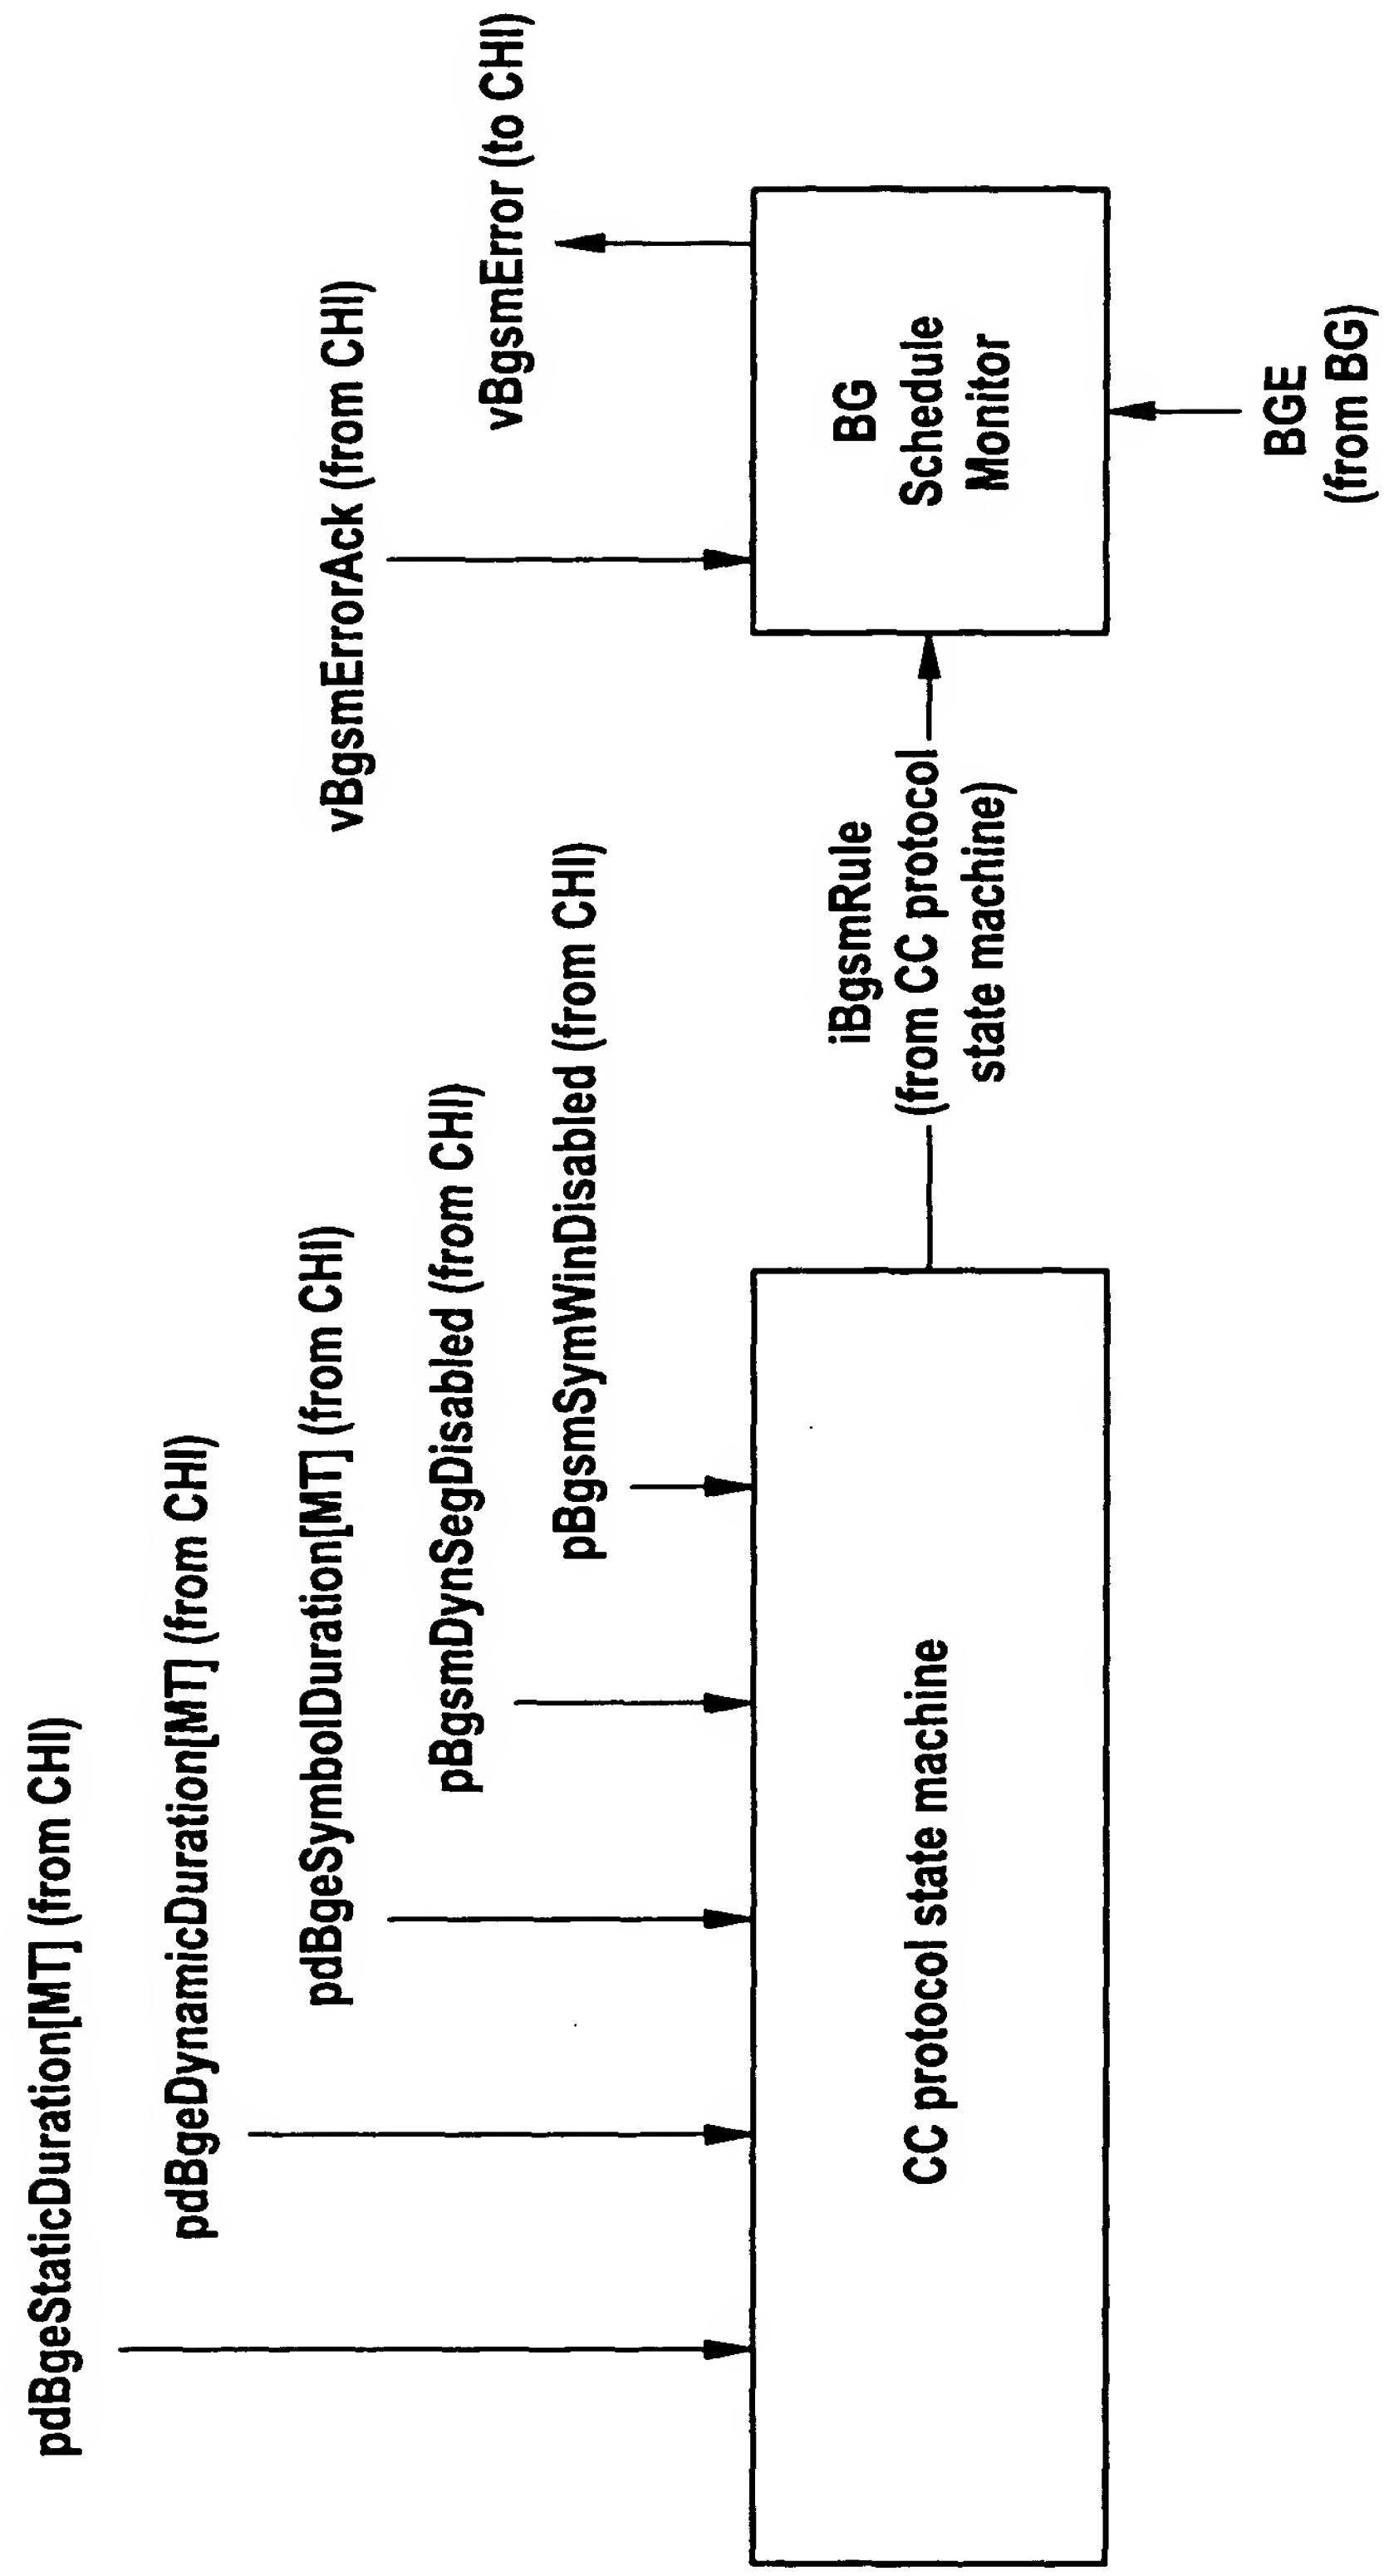 pdBgeStaticDuration[MT] (from CHI)
pdBgeDynamicDuration[MT] (from CHI)
pdBgeSymbolDuration[MT] (from CHI)
pBgsmDynSegDisabled (from CHI)
pBgsmSymWinDisabled (from CHI)
CC protocol state machine
iBgsmRule
(from CC protocol
state machine)
vBgsmErrorAck (from CHI)
vBgsmError (to CHI)
BG
Schedule
Monitor
BGE
(from BG)